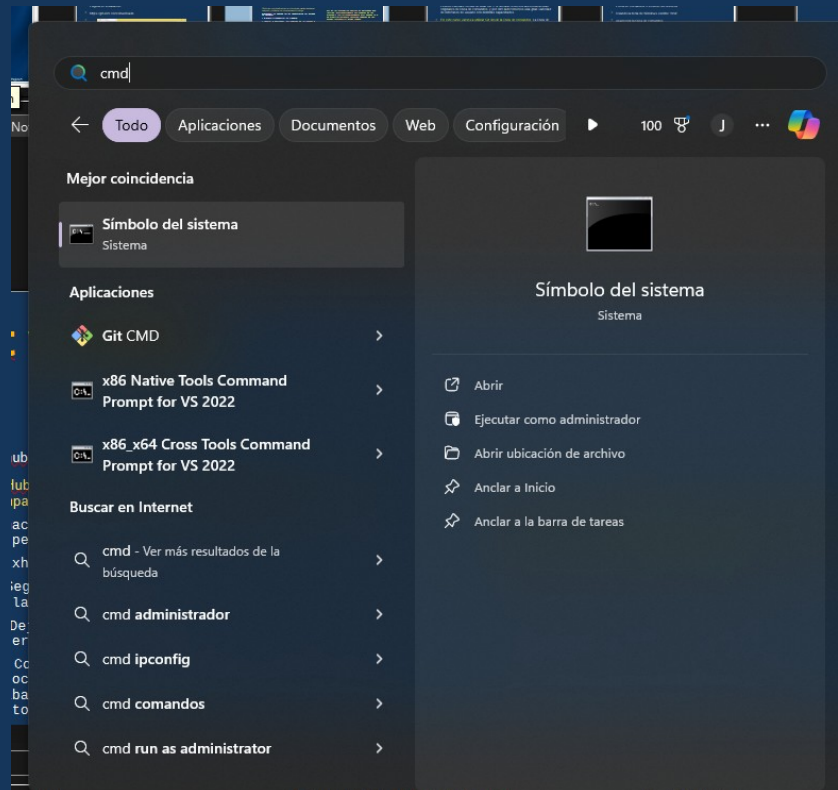 cmd
Todo
Aplicaciones
Documentos
Web
Configuración
100
J
Mejor coincidencia
Símbolo del sistema
Sistema
Aplicaciones
Git CMD
x86 Native Tools Command
Prompt for VS 2022
x86_x64 Cross Tools Command
Prompt for VS 2022
Buscar en Internet
cmd - Ver más resultados de la
búsqueda
cmd administrador
cmd ipconfig
cmd comandos
cmd run as administrator
Símbolo del sistema
Sistema
Abrir
Ejecutar como administrador
Abrir ubicación de archivo
Anclar a Inicio
Anclar a la barra de tareas